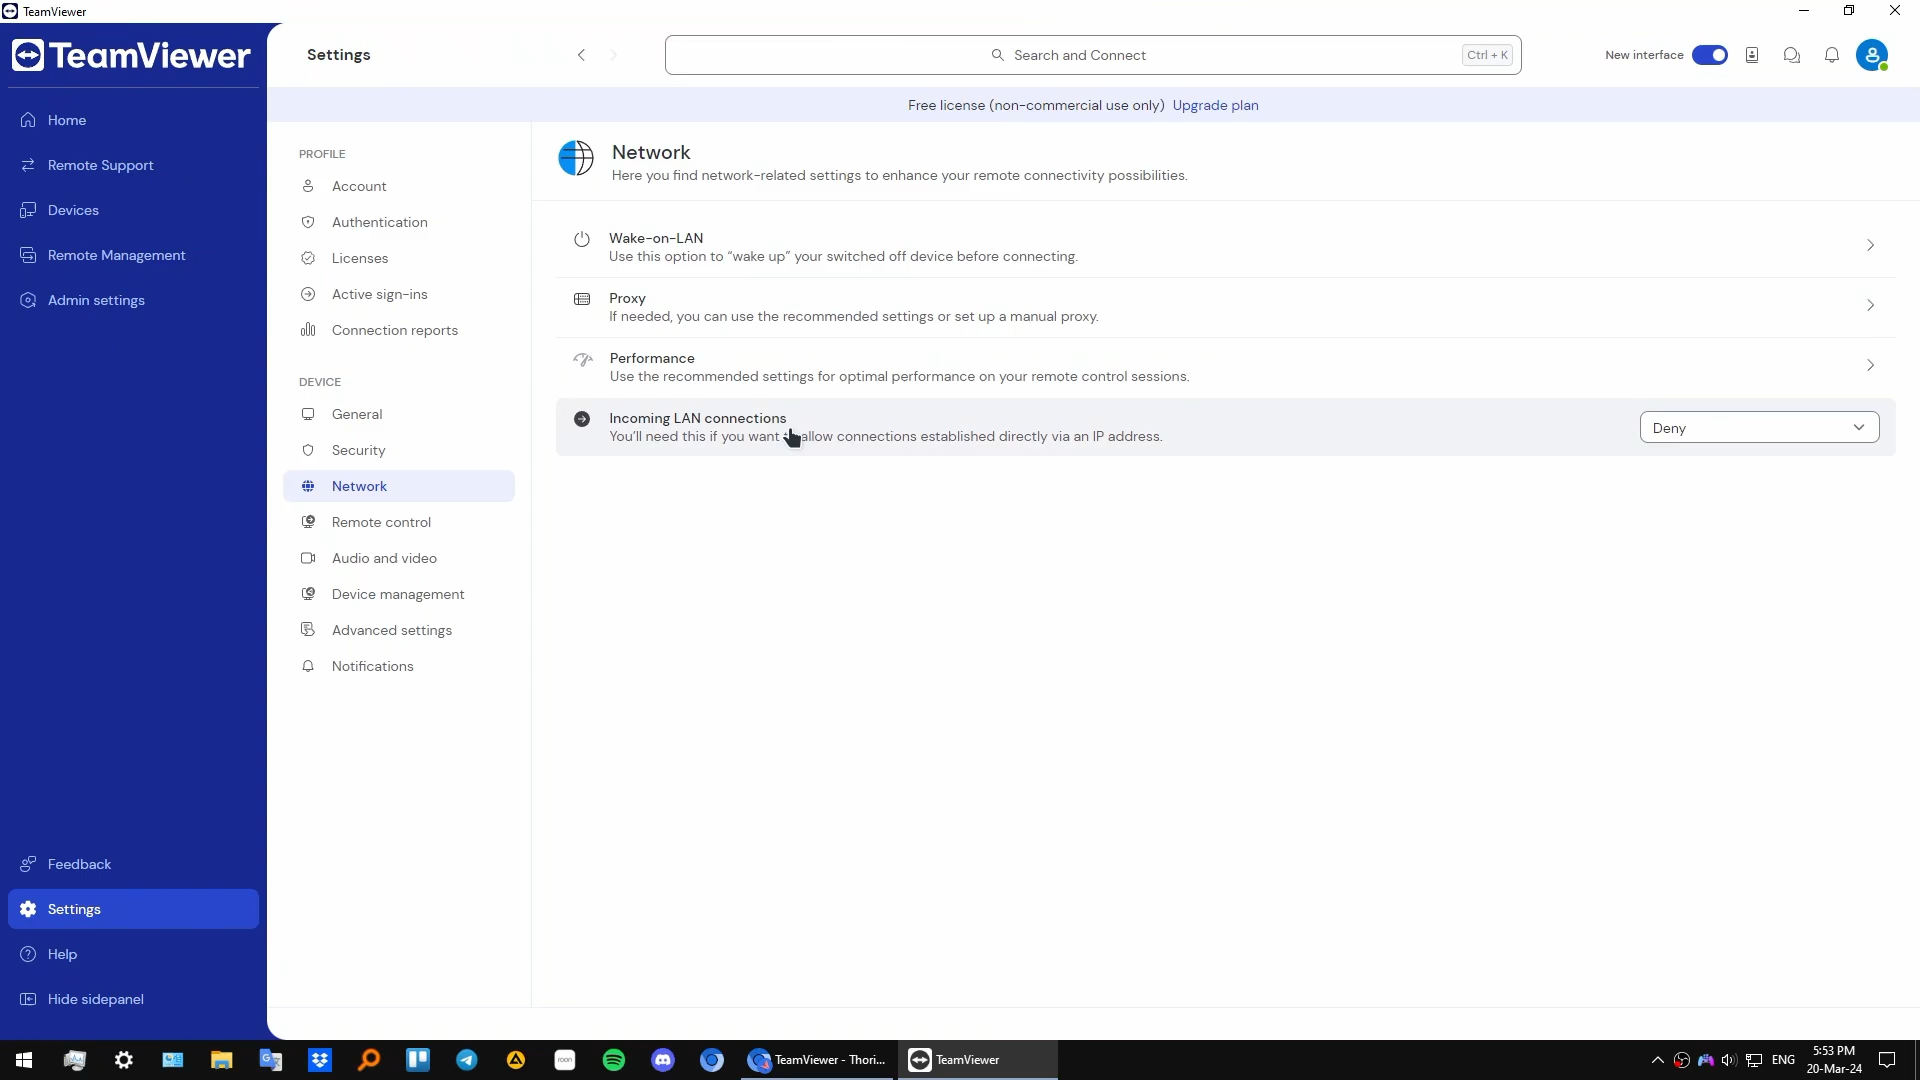 TeamViewer
TeamViewer
Settings
Search and Connect
Ctrl + K
New interface
Free license (non-commercial use only) Upgrade plan
Home
Remote Support
Devices
Remote Management
Admin settings
Feedback
Settings
Help
Hide sidepanel
PROFILE
Account
Authentication
Licenses
Active sign-ins
Connection reports
DEVICE
General
Security
Network
Remote control
Audio and video
Device management
Advanced settings
Notifications
Network
Here you find network-related settings to enhance your remote connectivity possibilities.
Wake-on-LAN
Use this option to “wake up” your switched off device before connecting.
Proxy
If needed, you can use the recommended settings or set up a manual proxy.
Performance
Use the recommended settings for optimal performance on your remote control sessions.
Incoming LAN connections
You'll need this if you want allow connections established directly via an IP address.
Deny
roon
TeamViewer - Thori...
TeamViewer
ENG
5:53 PM
20-Mar-24